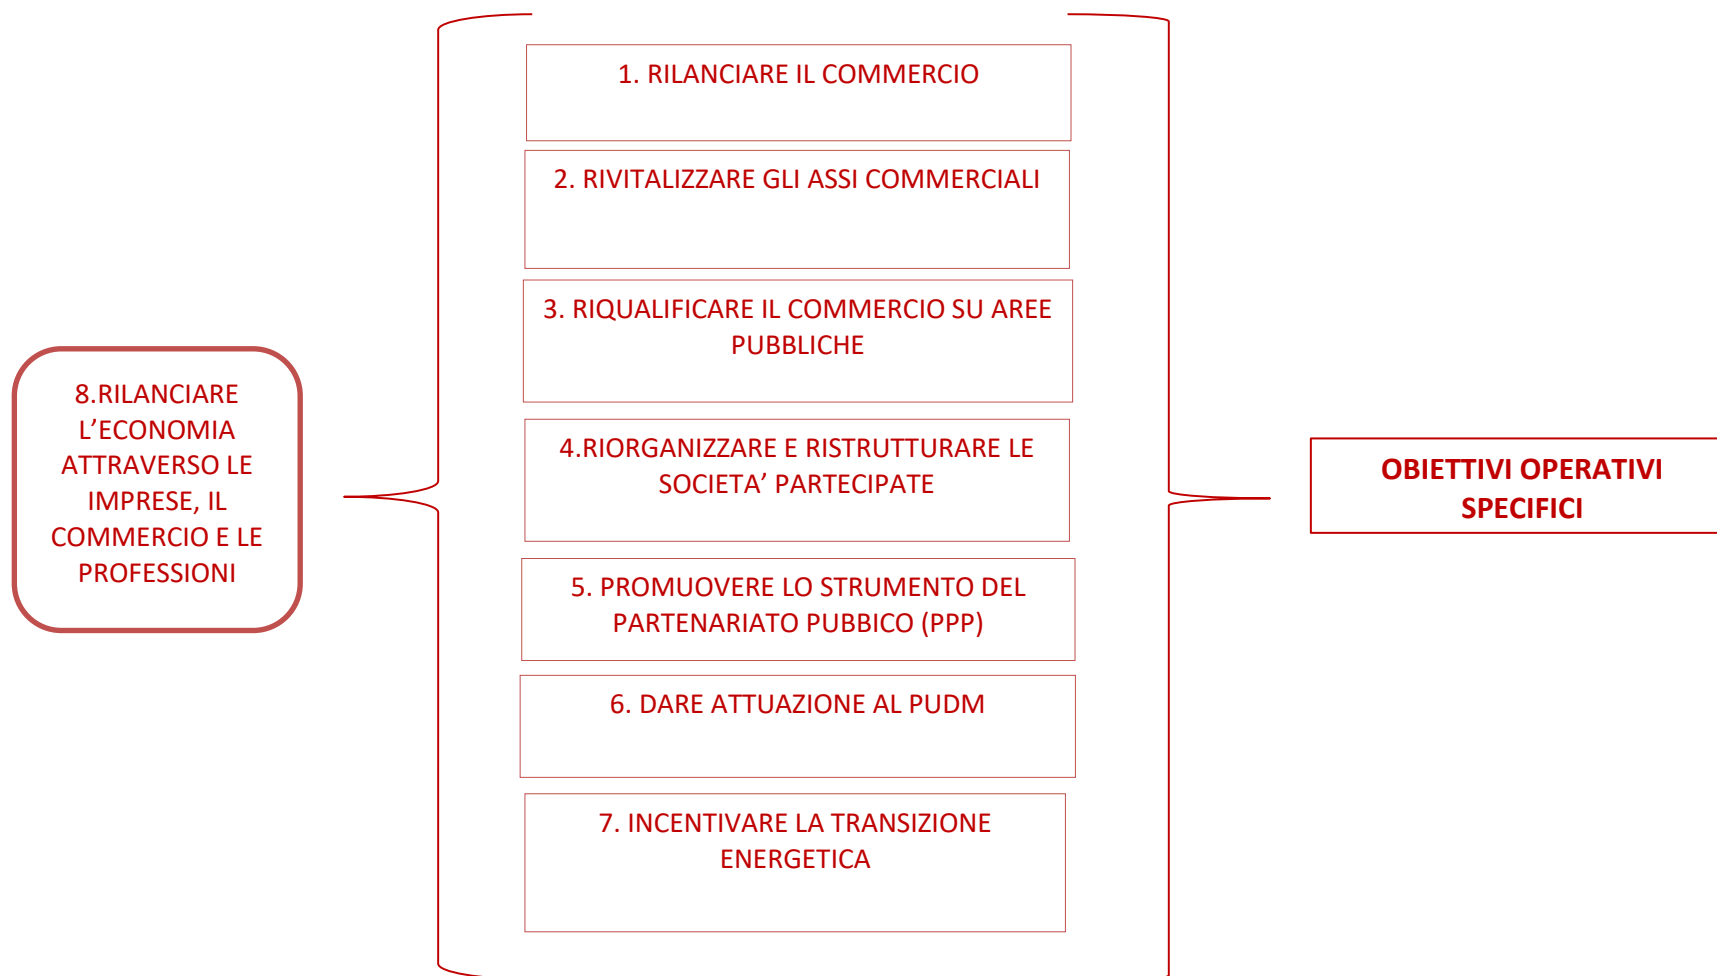 8.RILANCIARE
L’ECONOMIA
ATTRAVERSO LE
IMPRESE, IL
COMMERCIO E LE
PROFESSIONI
1. RILANCIARE IL COMMERCIO
2. RIVITALIZZARE GLI ASSI COMMERCIALI
3. RIQUALIFICARE IL COMMERCIO SU AREE
PUBBLICHE
4.RIORGANIZZARE E RISTRUTTURARE LE
SOCIETA’ PARTECIPATE
5. PROMUOVERE LO STRUMENTO DEL
PARTENARIATO PUBBICO (PPP)
6. DARE ATTUAZIONE AL PUDM
7. INCENTIVARE LA TRANSIZIONE
ENERGETICA
OBIETTIVI OPERATIVI
SPECIFICI